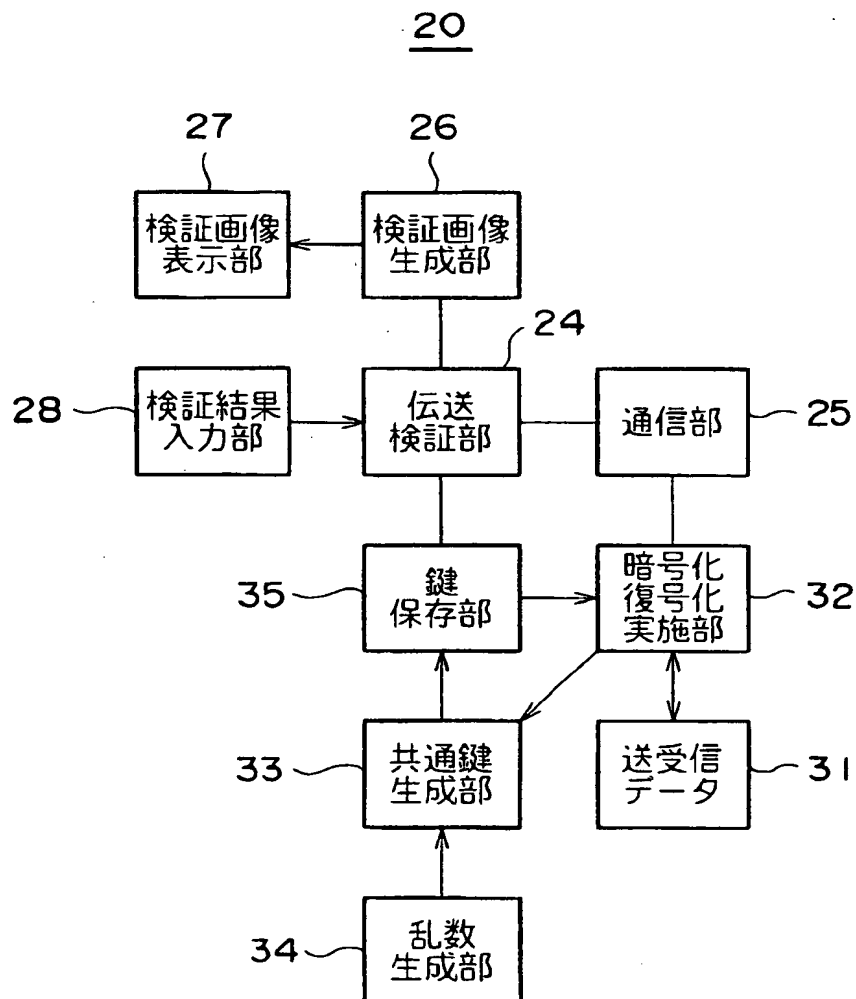 20
27
26
検証画像
表示部
検証画像
生成部
24
28
検証結果
入力部
伝送
検証部
通信部
25
35
鍵
保存部
暗号化
復号化
実施部
32
33
共通鍵
生成部
送受信
データ
31
34
乱数
生成部